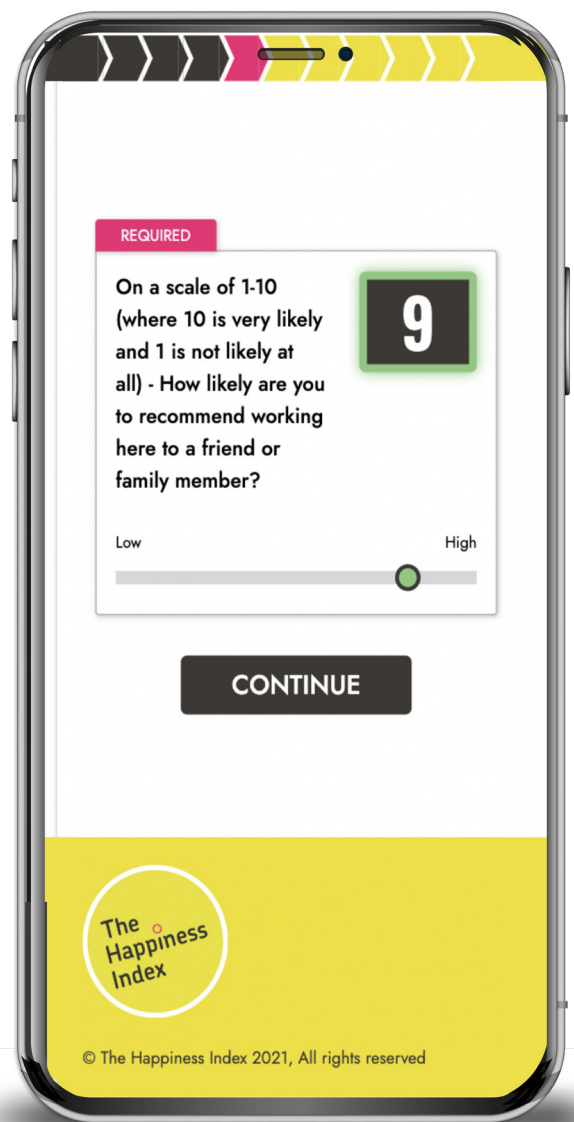 REQUIRED
On a scale of 1-10
(where 10 is very likely
and 1 is not likely at
all) - How likely are you
to recommend working
here to a friend or
family member?
9
Low High
CONTINUE
The
Happiness
Index
© The Happiness Index 2021, All rights reserved